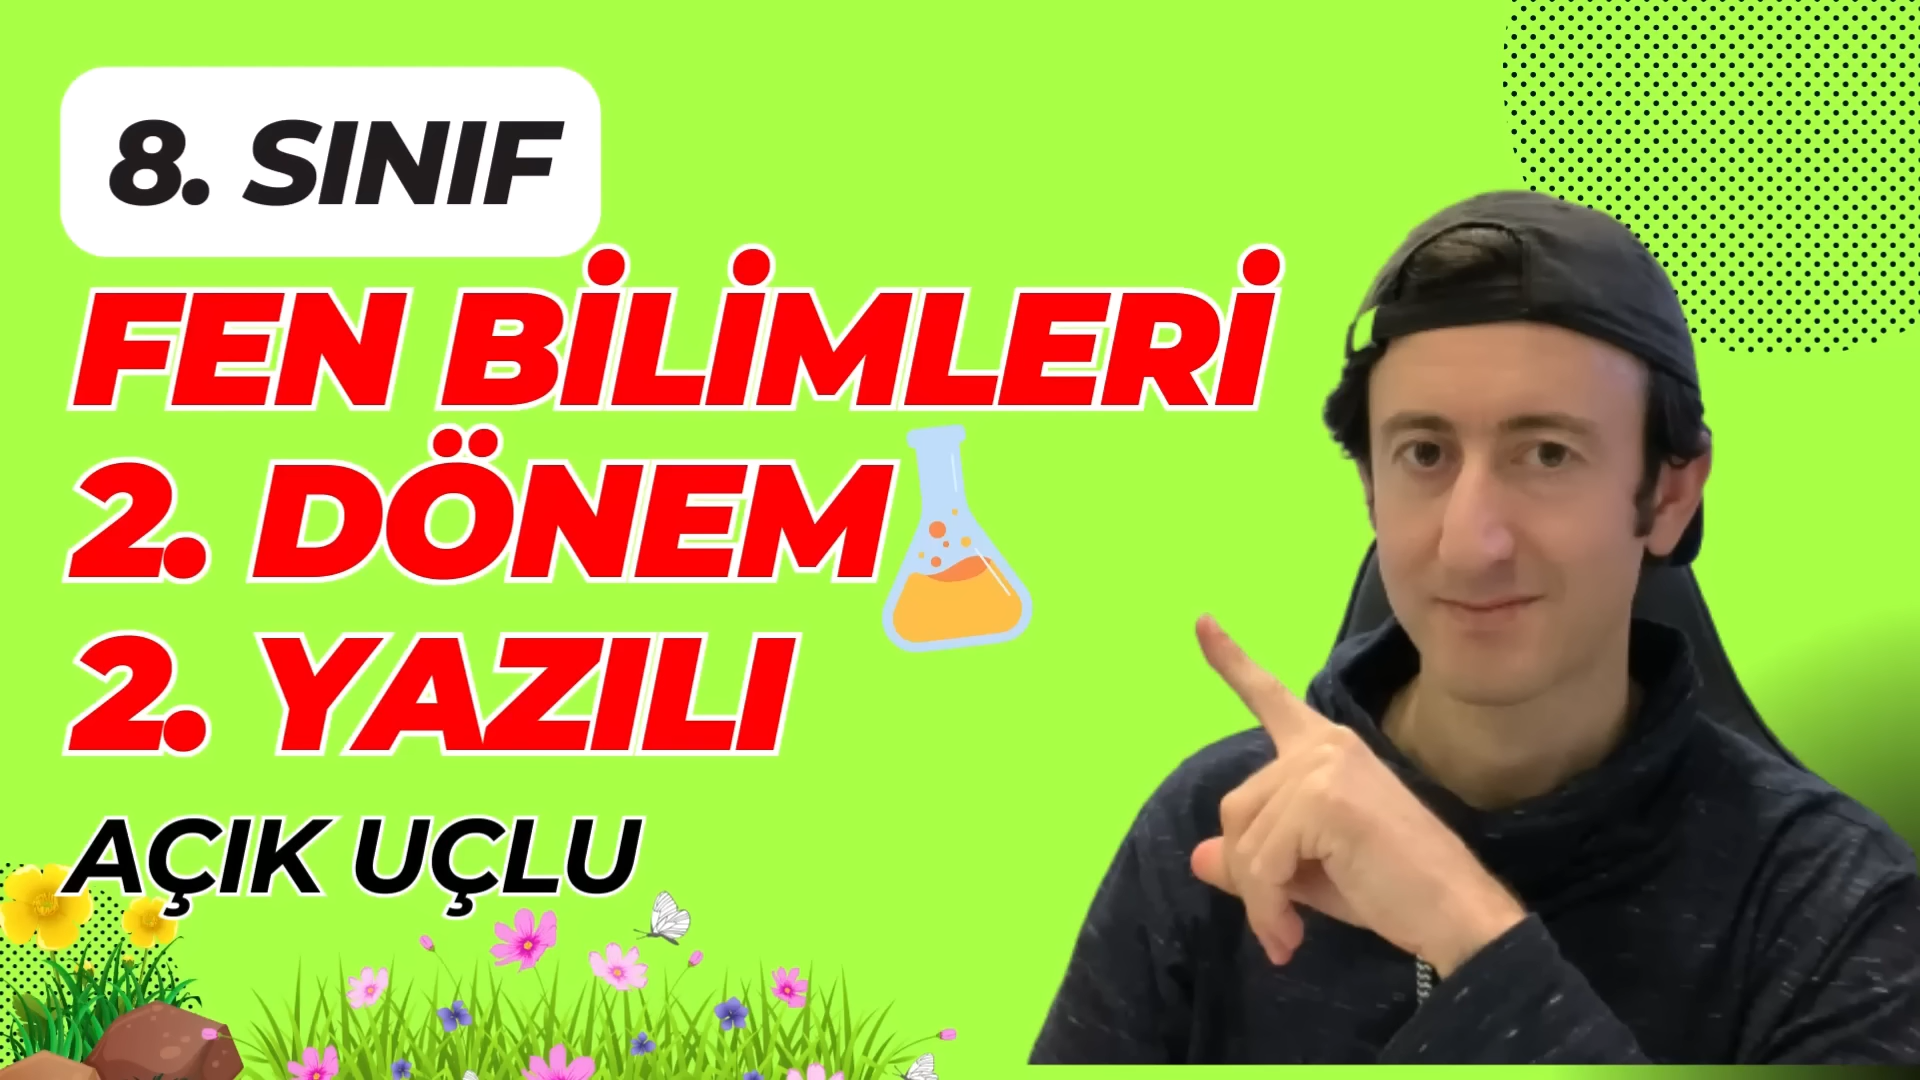 8. SINIF
FEN BİLİMLERİ
2. DÖNEM
2. YAZILI
AÇIK UÇLU